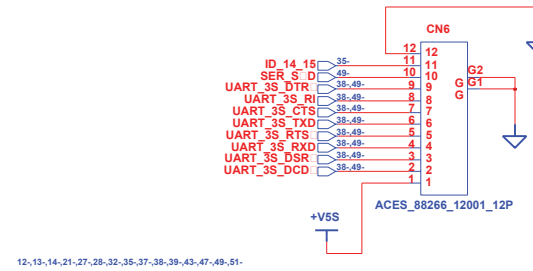 CN6
12 12
ID_14_15 35- 11 11
SER_S□D 49- 10 10 G2
UART_3S_DTR□ 38-,49- 9 9 G G1
UART_3S_RI 38-,49- 8 8 G
UART_3S_CTS 38-,49- 7 7
UART_3S_TXD 38-,49- 6 6
UART_3S_RTS□ 38-,49- 5 5
UART_3S_RXD 38-,49- 4 4
UART_3S_DSR□ 38-,49- 3 3
UART_3S_DCD□ 38-,49- 2 2
1 1
ACES_88266_12001_12P
+V5S
12-,13-,14-,21-,27-,28-,32-,35-,37-,38-,39-,43-,47-,49-,51-